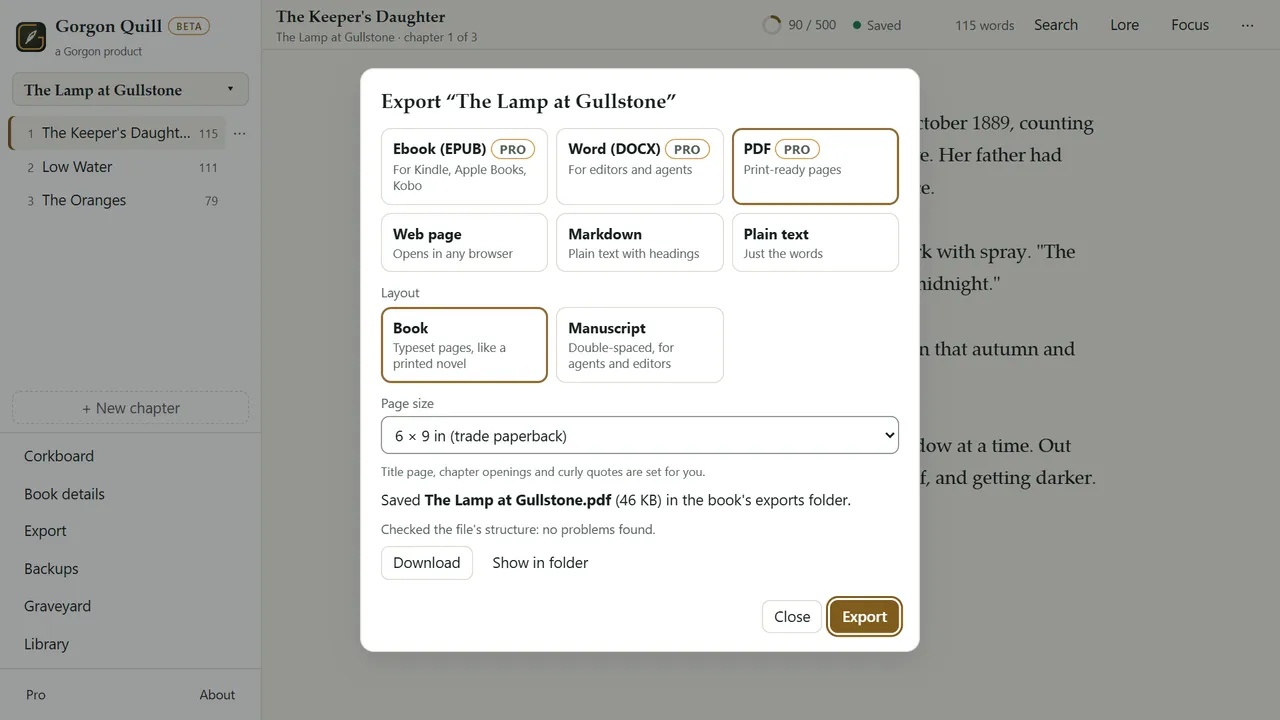 Gorgon Quill BETA
a Gorgon product
The Lamp at Gullstone
1 The Keeper's Daught... 115 ...
2 Low Water 111
3 The Oranges 79
+ New chapter
Corkboard
Book details
Export
Backups
Graveyard
Library
Pro About
The Keeper's Daughter
The Lamp at Gullstone · chapter 1 of 3
90 / 500 Saved 115 words Search Lore Focus ...
ctober 1889, counting
e. Her father had
ce.
k with spray. "The
nidnight."
n that autumn and
dow at a time. Out
f, and getting darker.
Export “The Lamp at Gullstone”
Ebook (EPUB) PRO
For Kindle, Apple Books,
Kobo
Word (DOCX) PRO
For editors and agents
PDF PRO
Print-ready pages
Web page
Opens in any browser
Markdown
Plain text with headings
Plain text
Just the words
Layout
Book
Typeset pages, like a
printed novel
Manuscript
Double-spaced, for
agents and editors
Page size
6 × 9 in (trade paperback)
Title page, chapter openings and curly quotes are set for you.
Saved The Lamp at Gullstone.pdf (46 KB) in the book's exports folder.
Checked the file's structure: no problems found.
Download Show in folder
Close Export